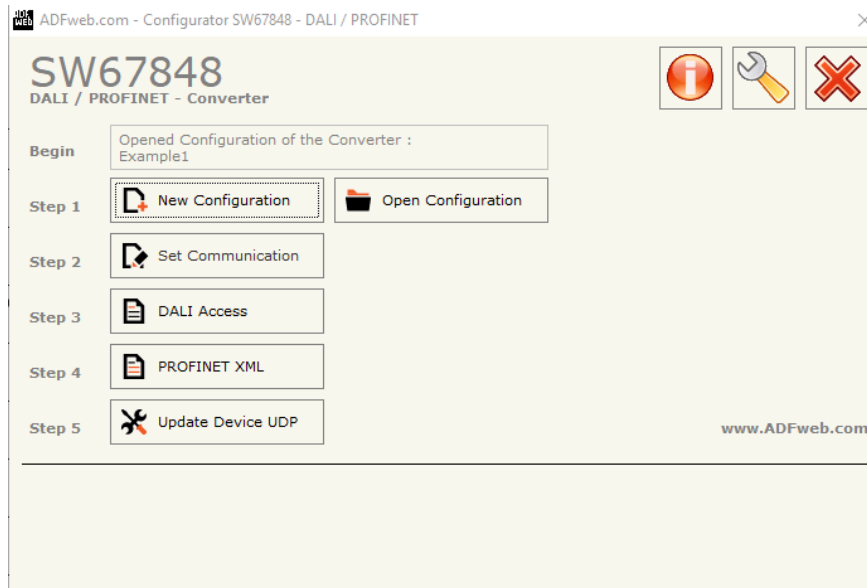 ADF
WEB
ADFweb.com - Configurator SW67848 - DALI / PROFINET
SW67848
DALI / PROFINET - Converter
Begin
Opened Configuration of the Converter :
Example1
Step 1
New Configuration
Open Configuration
Step 2
Set Communication
Step 3
DALI Access
Step 4
PROFINET XML
Step 5
Update Device UDP
www.ADFweb.com